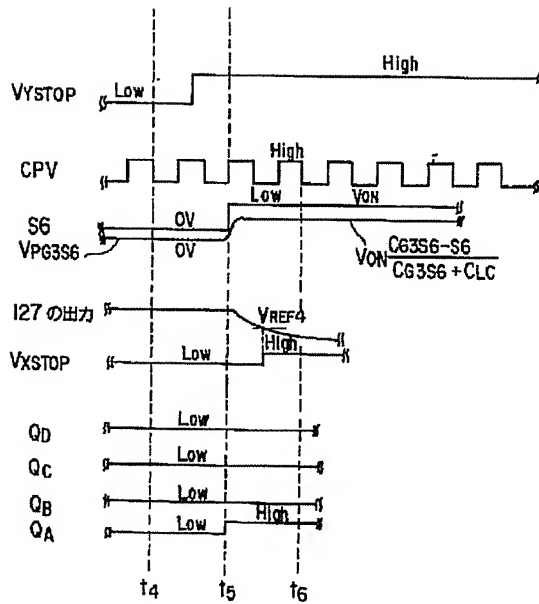 High
Low
VYSTOP
High
CPV
Low VON
S6 0V
VPG3S6 0V
VON CG3S6-S6
CG3S6+CLC
127の出力
VREF4
High
VXSTOP Low
QD Low
QC Low
QB Low
QA Low High
t4 t5 t6